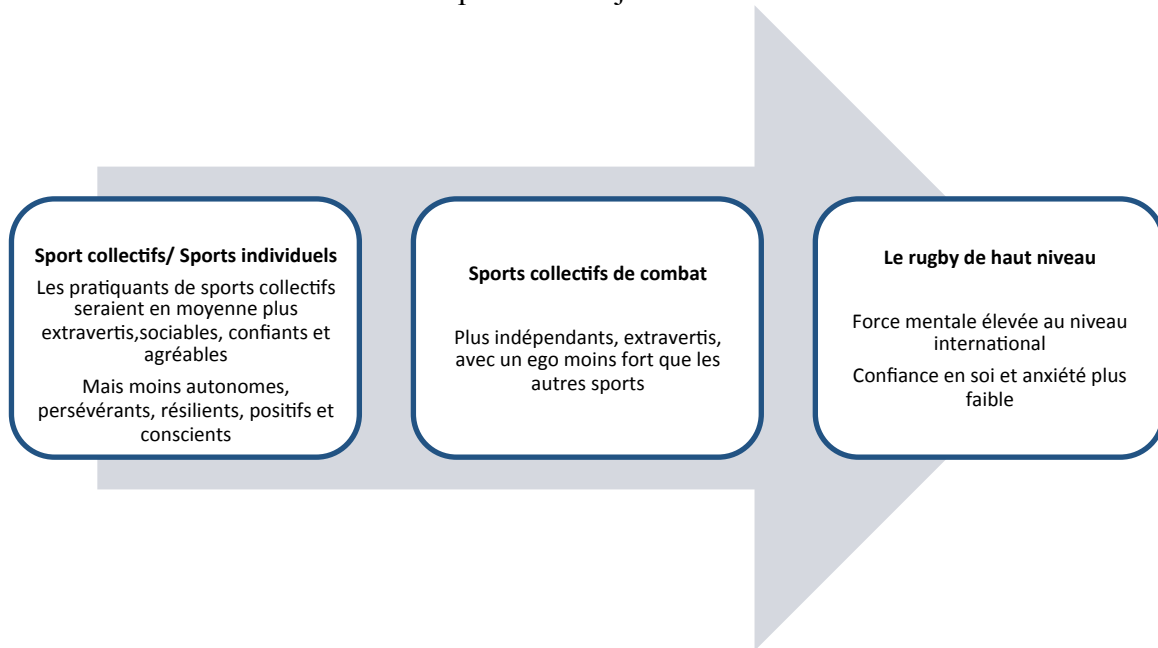 Sport collectifs/ Sports individuels
Les pratiquants de sports collectifs
seraient en moyenne plus
extravertis,sociables, confiants et
agréables
Mais moins autonomes,
persévérants, résilients, positifs et
conscients
Sports collectifs de combat
Plus indépendants, extravertis,
avec un ego moins fort que les
autres sports
Le rugby de haut niveau
Force mentale élevée au niveau
international
Confiance en soi et anxiété plus
faible